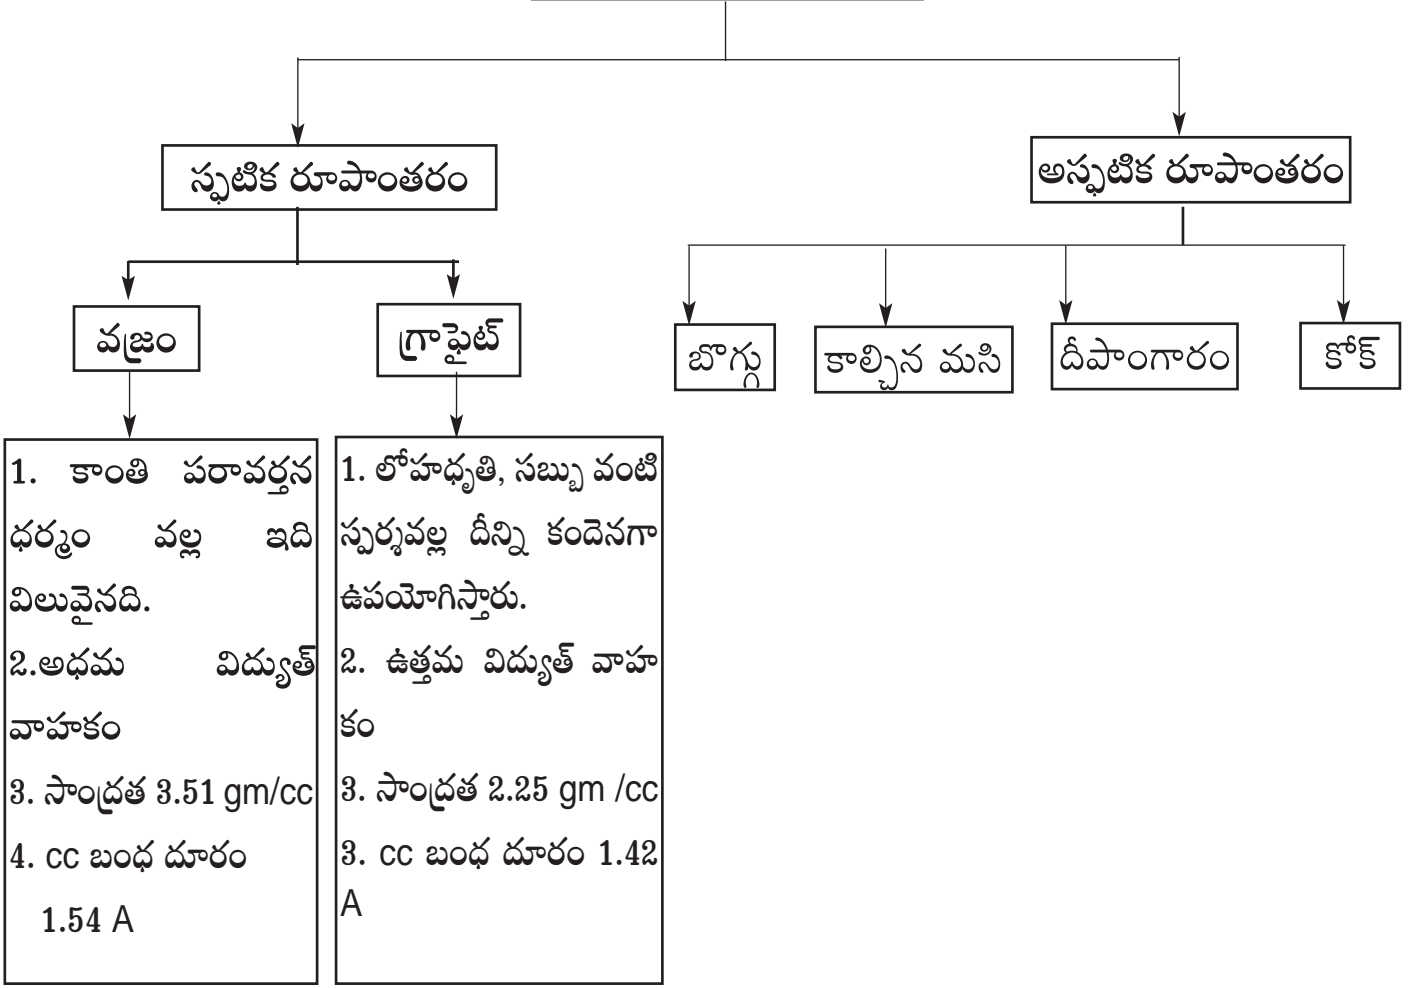 స్ఫటిక రూపాంతరం
అస్ఫటిక రూపాంతరం
వజ్రం
గ్రాఫైట్
బొగ్గు
కాల్చిన మసి
దీపాంగారం
కోక్
1. కాంతి పరావర్తన
ధర్మం వల్ల ఇది
విలువైనది.
2.అధమ విద్యుత్
వాహకం
3. సాంద్రత 3.51 gm/cc
4. cc బంధ దూరం
1.54 A
1. లోహధృతి, సబ్బు వంటి
స్పర్శవల్ల దీన్ని కందెనగా
ఉపయోగిస్తారు.
2. ఉత్తమ విద్యుత్ వాహ
కం
3. సాంద్రత 2.25 gm /cc
3. cc బంధ దూరం 1.42
A